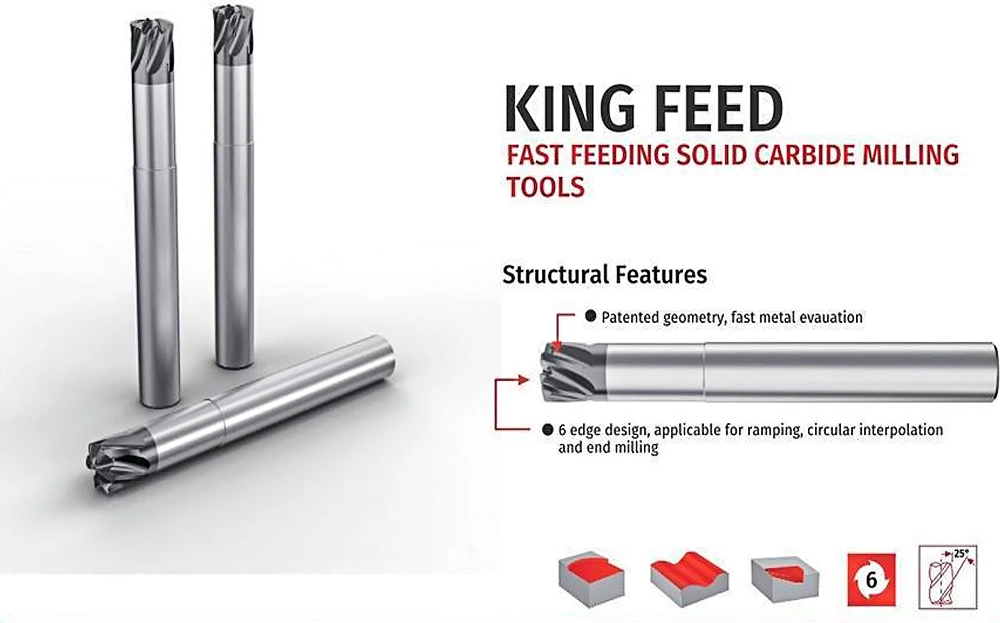 KING FEED
FAST FEEDING SOLID CARBIDE MILLING
TOOLS
Structural Features
Patented geometry, fast metal evauation
6 edge design, applicable for ramping, circular interpolation
and end milling
6
25°